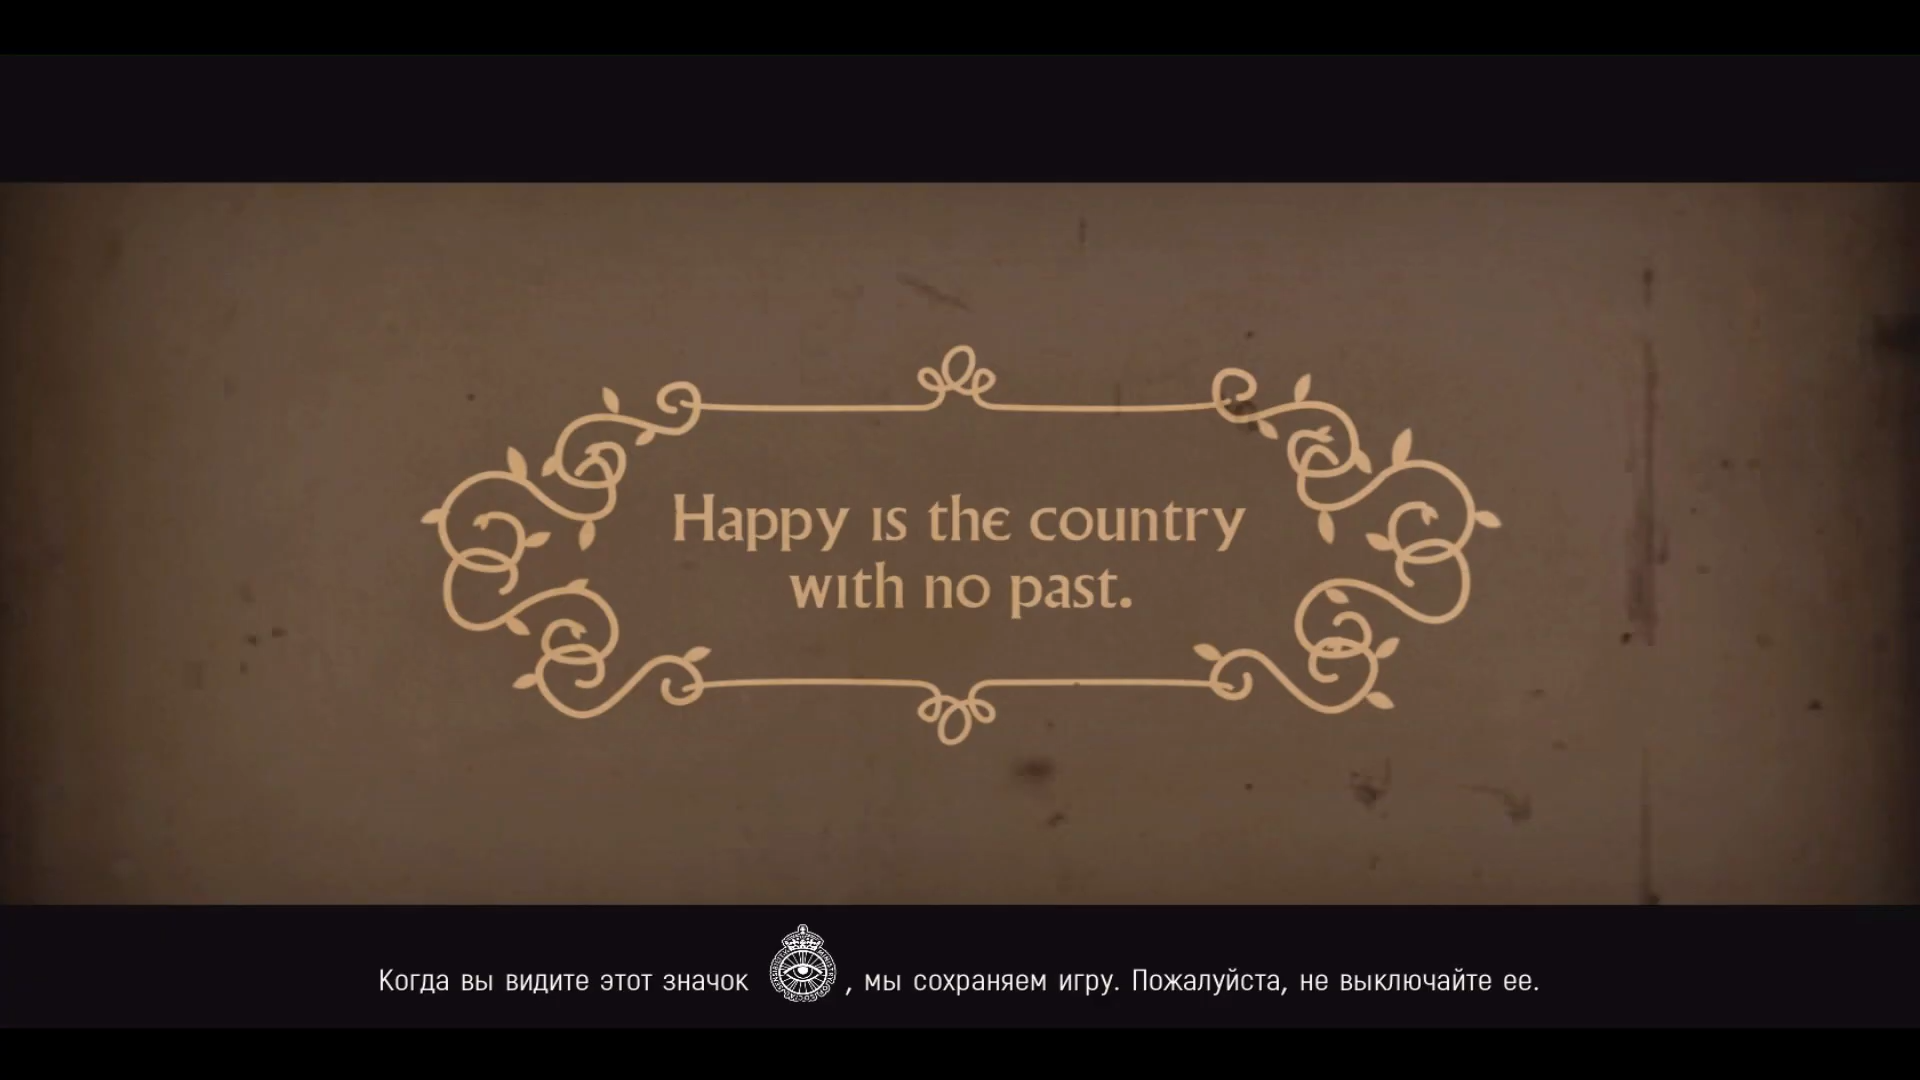 Happy is the country
with no past.
Когда вы видите этот значок , мы сохраняем игру. Пожалуйста, не выключайте ее.